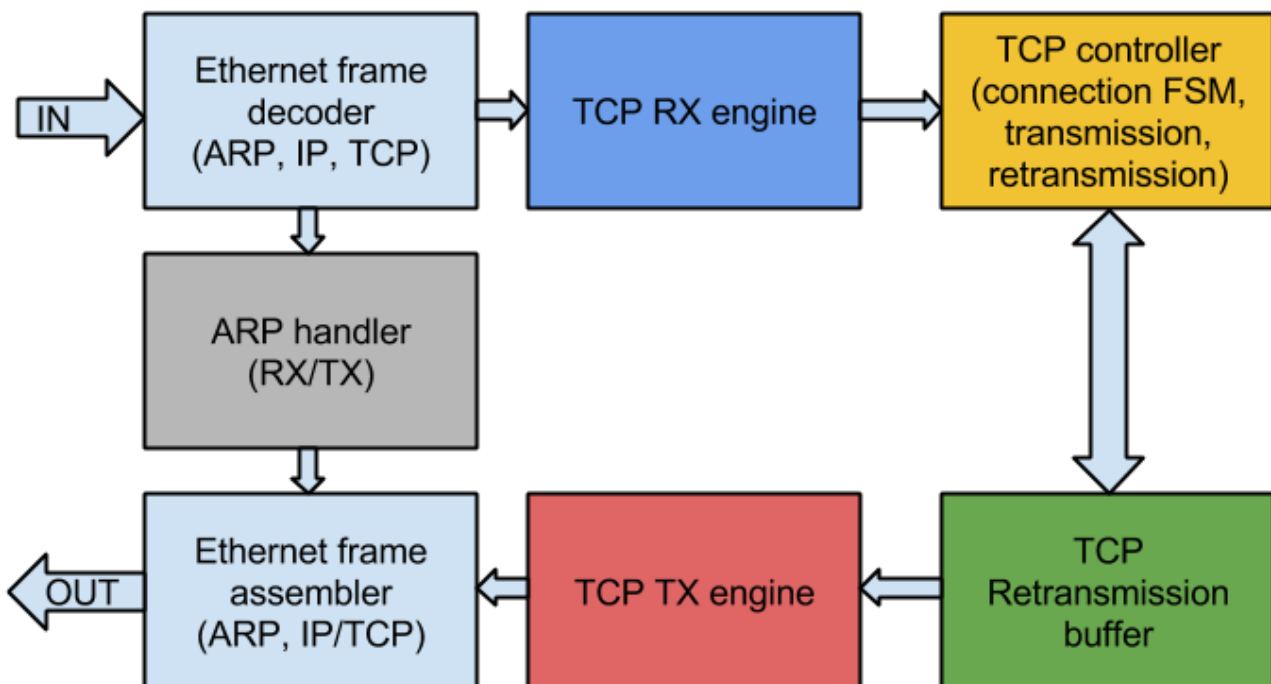 IN
Ethernet frame
decoder
(ARP, IP, TCP)
TCP RX engine
TCP controller
(connection FSM,
transmission,
retransmission)
ARP handler
(RX/TX)
OUT
Ethernet frame
assembler
(ARP, IP/TCP)
TCP TX engine
TCP
Retransmission
buffer